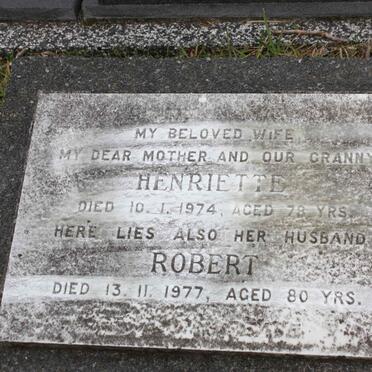 MY BELOVED WIFE
MY DEAR MOTHER AND OUR GRANNY
HENRIETTE
DIED 10. 1. 1974, AGED 78 YRS.
HERE LIES ALSO HER HUSBAND
ROBERT
DIED 13. 11. 1977, AGED 80 YRS.